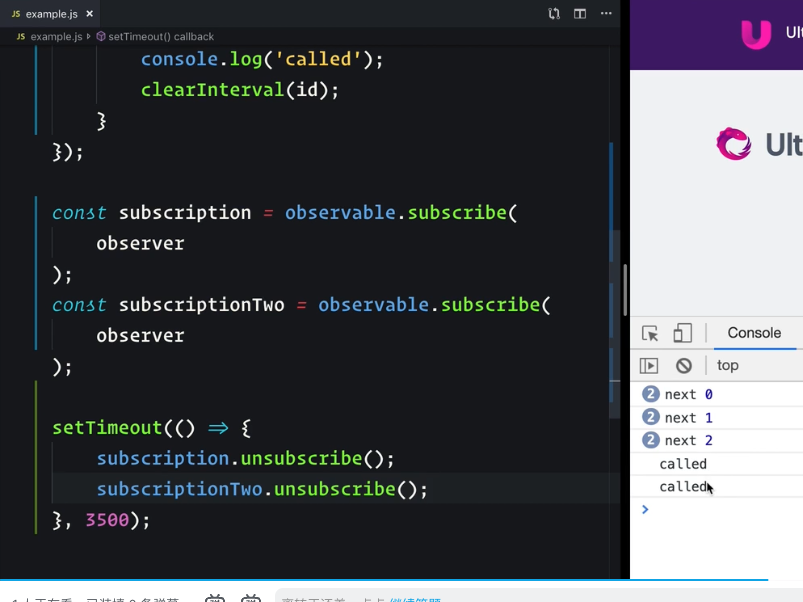 JS example.js ×
JS example.js setTimeout() callback
console.log('called');
clearInterval(id);
}
});
const subscription = observable.subscribe(
observer
);
const subscriptionTwo = observable.subscribe(
observer
);
setTimeout(() => {
subscription.unsubscribe();
subscriptionTwo.unsubscribe();
}, 3500);
Ult
Ult
Console
top
2 next 0
2 next 1
2 next 2
called
called
>